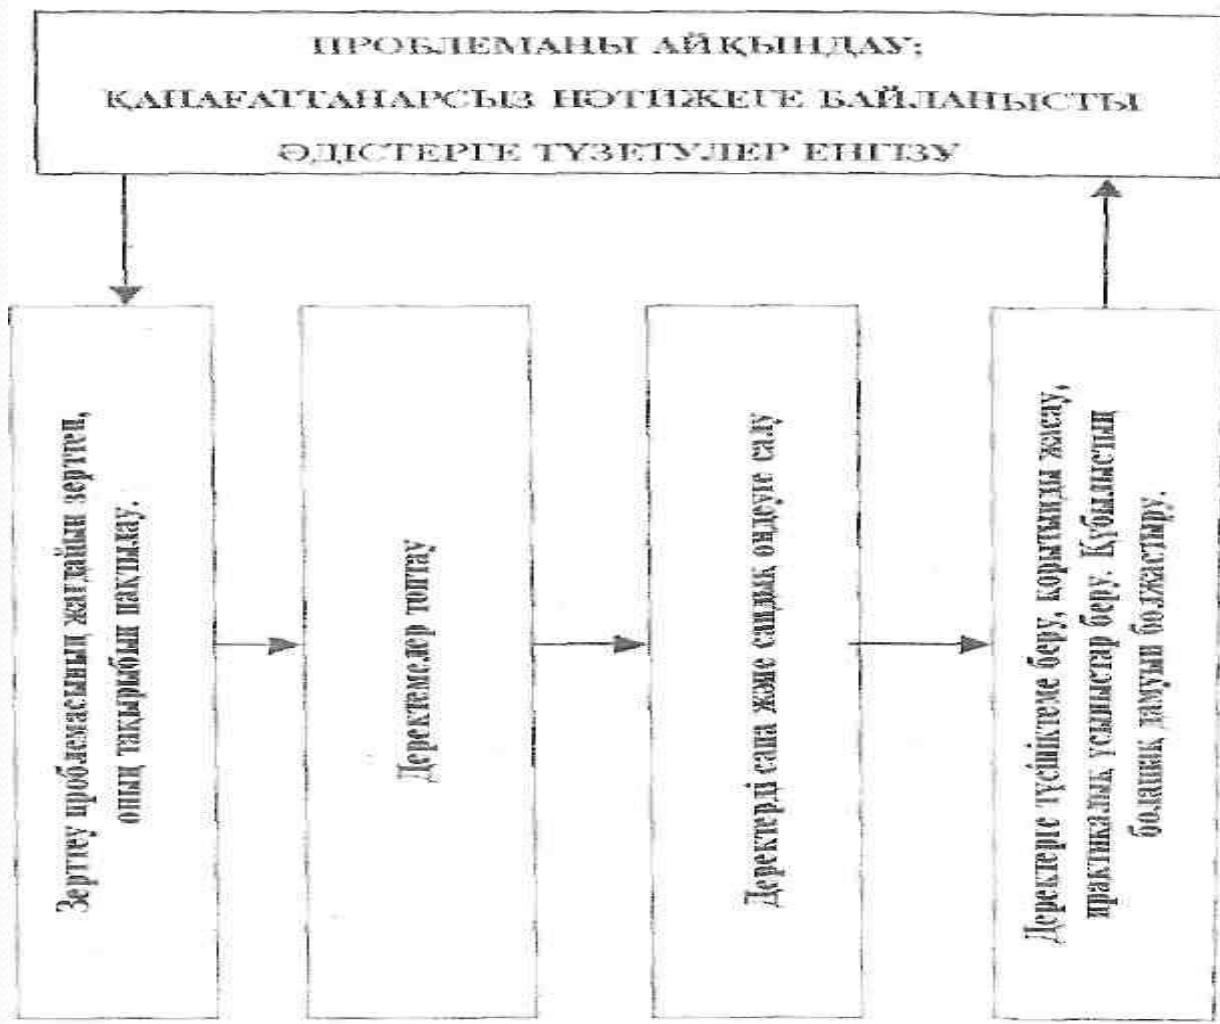 ПРОБЛЕМАНЫ АЙҚЫНДАУ;
ҚАНАҒАТТАНАРСЫЗ НӘТИЖЕГЕ БАЙЛАНЫСТЫ
ӘДІСТЕРГЕ ТҮЗЕТУЛЕР ЕНГІЗУ
Зерттеу проблемасының жағдайын зерттеп,
оның тақырыбын нақтылау.
Деректемелер топтау
Деректерді сапа және сандық өңдеуге салу
Деректерге түсініктеме беру, қорытынды жасау,
практикалық ұсыныстар беру. Құбылыстың
болашақ дамуын болжастыру.